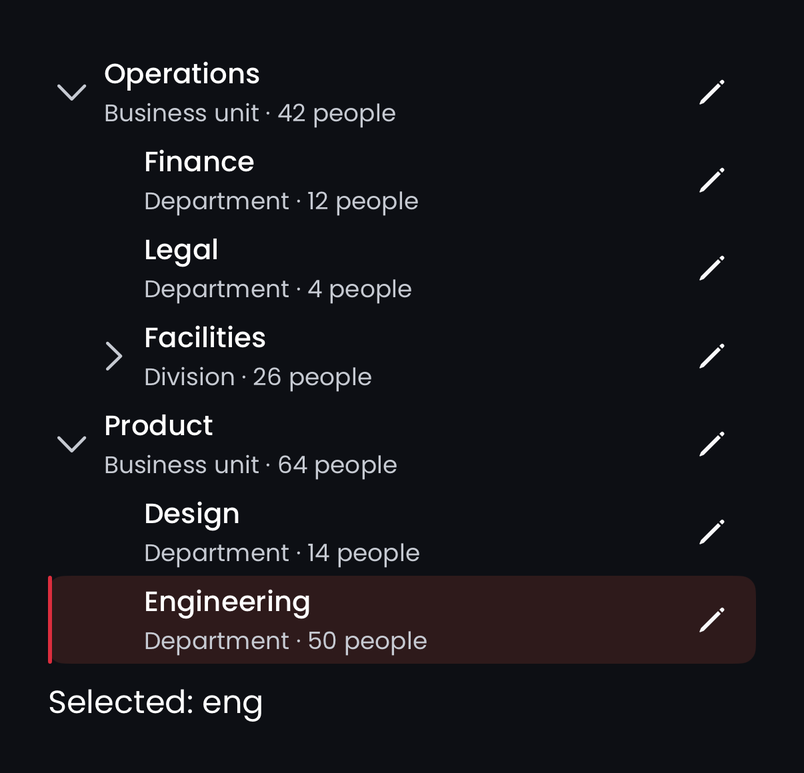 Operations
Business unit · 42 people
Finance
Department · 12 people
Legal
Department · 4 people
Facilities
Division · 26 people
Product
Business unit · 64 people
Design
Department · 14 people
Engineering
Department · 50 people
Selected: eng